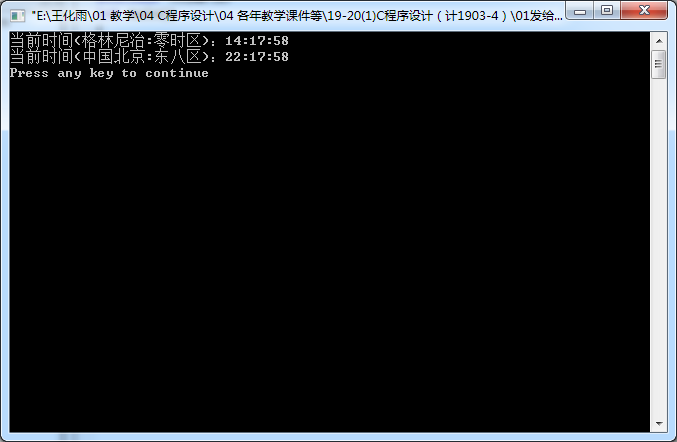 "E:\王化雨\01 教学\04 C程序设计\04 各年教学课件等\19-20(1)C程序设计（计1903-4）\01发给...
当前时间(格林尼治:零时区)：14:17:58
当前时间(中国北京:东八区)：22:17:58
Press any key to continue